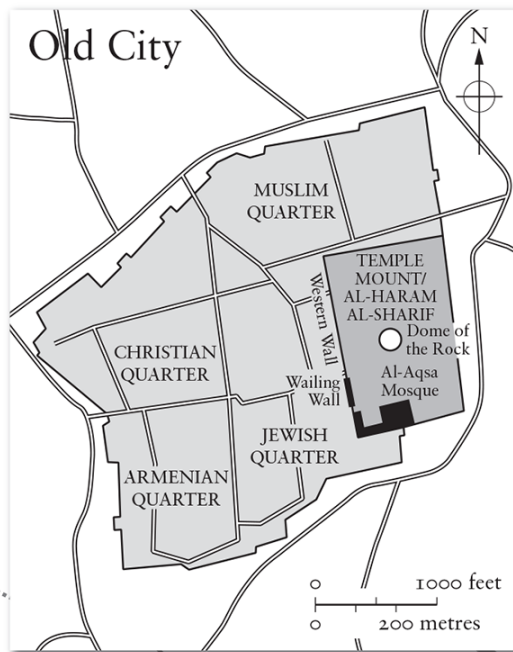 Old City
N
MUSLIM
QUARTER
TEMPLE
MOUNT/
AL-HARAM
AL-SHARIF
Western Wall
Dome of
the Rock
CHRISTIAN
QUARTER
Wailing
Wall
Al-Aqsa
Mosque
JEWISH
QUARTER
ARMENIAN
QUARTER
0 1000 feet
0 200 metres